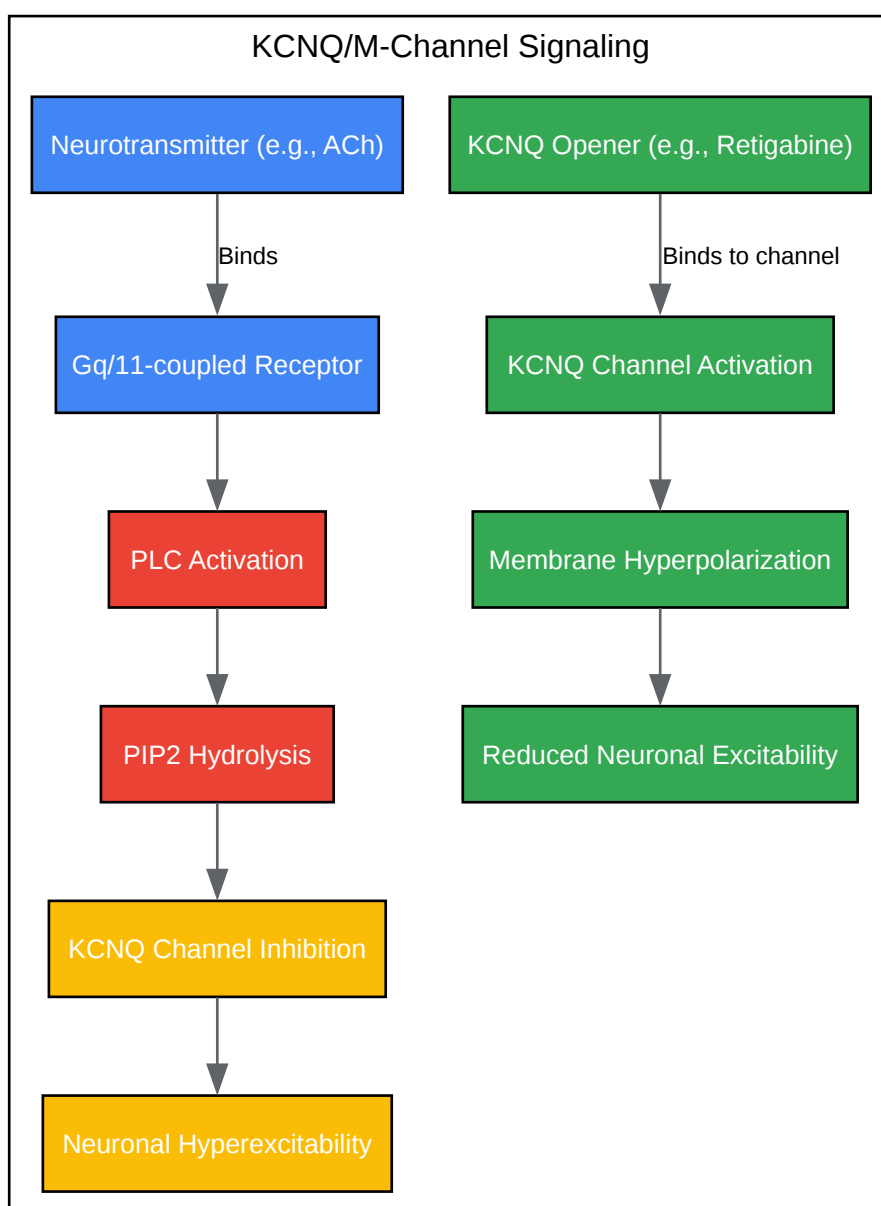 KCNQ/M-Channel Signaling
Neurotransmitter (e.g., ACh)
Binds
Gq/11-coupled Receptor
PLC Activation
PIP2 Hydrolysis
KCNQ Channel Inhibition
Neuronal Hyperexcitability
KCNQ Opener (e.g., Retigabine)
Binds to channel
KCNQ Channel Activation
Membrane Hyperpolarization
Reduced Neuronal Excitability